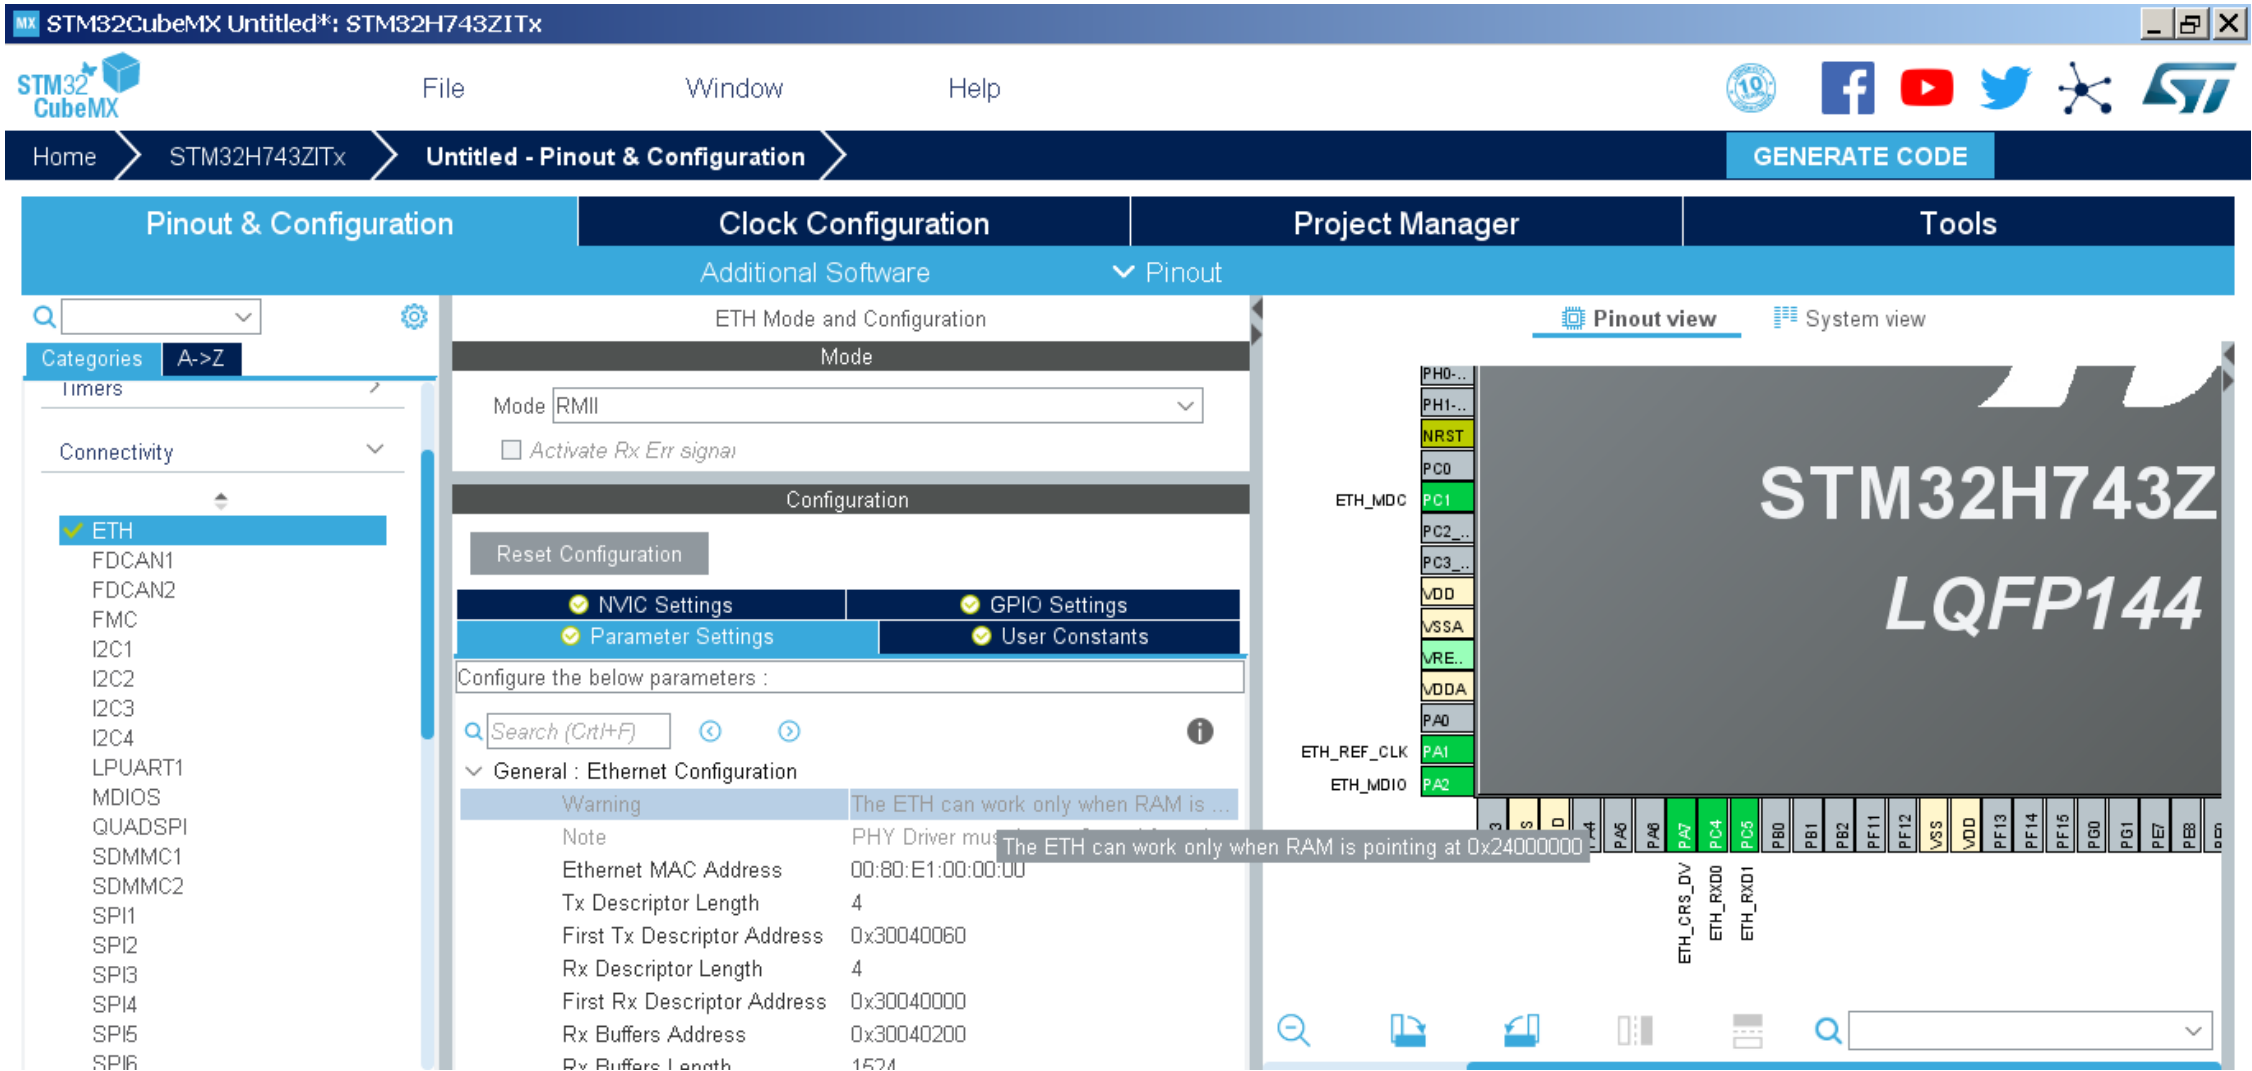 STM32CubeMX Untitled*: STM32H743ZITx
STM32
CubeMX
File
Window
Help
10
Home
STM32H743ZITx
Untitled - Pinout & Configuration
GENERATE CODE
Pinout & Configuration
Clock Configuration
Project Manager
Tools
Additional Software
Pinout
Categories
A->Z
Timers
Connectivity
ETH
FDCAN1
FDCAN2
FMC
I2C1
I2C2
I2C3
I2C4
LPUART1
MDIOS
QUADSPI
SDMMC1
SDMMC2
SPI1
SPI2
SPI3
SPI4
SPI5
SPI6
ETH Mode and Configuration
Mode
Mode RMII
Activate Rx Err signal
Configuration
Reset Configuration
NVIC Settings
GPIO Settings
Parameter Settings
User Constants
Configure the below parameters :
Search (Crtl+F)
General : Ethernet Configuration
Warning The ETH can work only when RAM is ...
Note PHY Driver
The ETH can work only when RAM is pointing at 0x24000000
Ethernet MAC Address 00:80:E1:00:00:00
Tx Descriptor Length 4
First Tx Descriptor Address 0x30040060
Rx Descriptor Length 4
First Rx Descriptor Address 0x30040000
Rx Buffers Address 0x30040200
Rx Buffers Length 1524
Pinout view
System view
PH0-..
PH1-..
NRST
PC0
ETH_MDC PC1
PC2_..
PC3_..
VDD
VSSA
VRE..
VDDA
PA0
ETH_REF_CLK PA1
ETH_MDIO PA2
STM32H743Z
LQFP144
PA5
PA6
PA7
PC4
PC5
PB0
PB1
PB2
PF11
PF12
VSS
VDD
PF13
PF14
PF15
PG0
PG1
PE7
PE8
ETH_CRS_DV
ETH_RXD0
ETH_RXD1